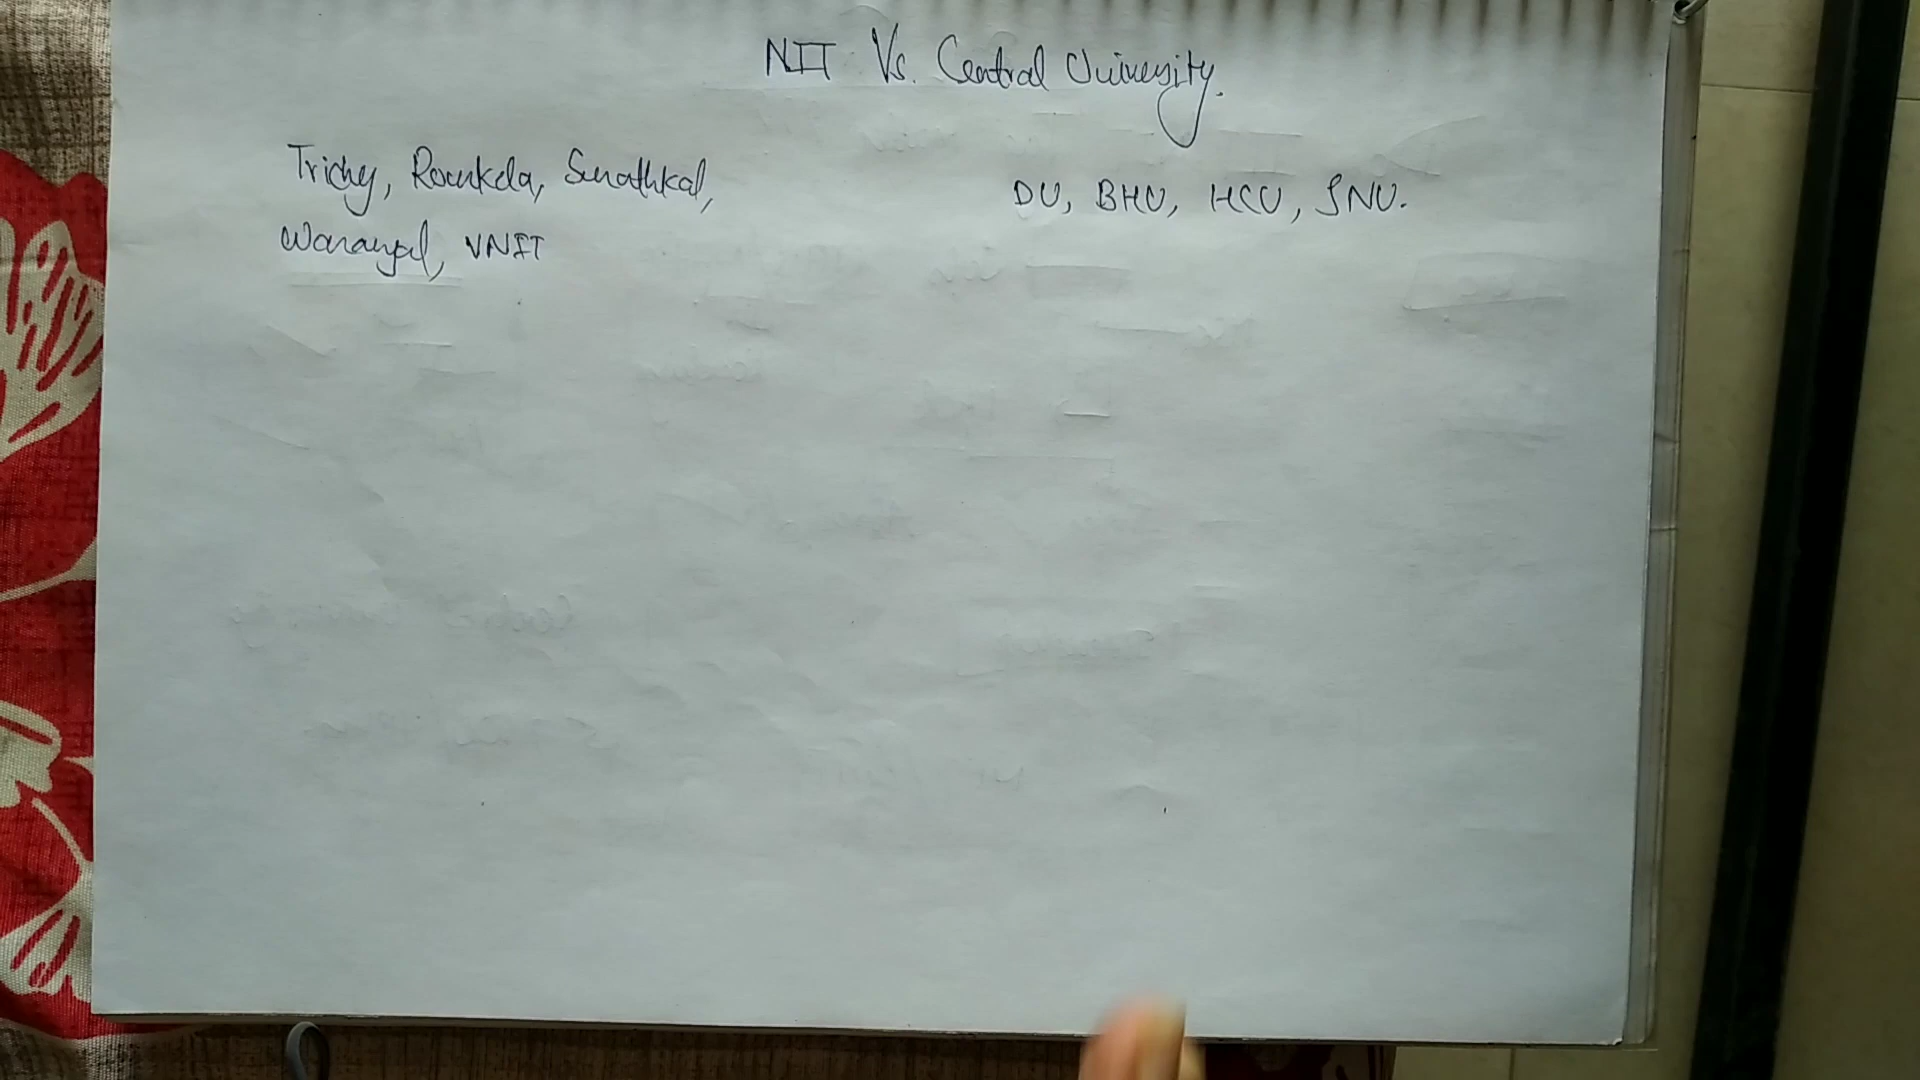 NIT Vs. Central University.
Trichy, Rourkela, Surathkal,
Warangal, VNIT
DU, BHU, HCU, JNU.